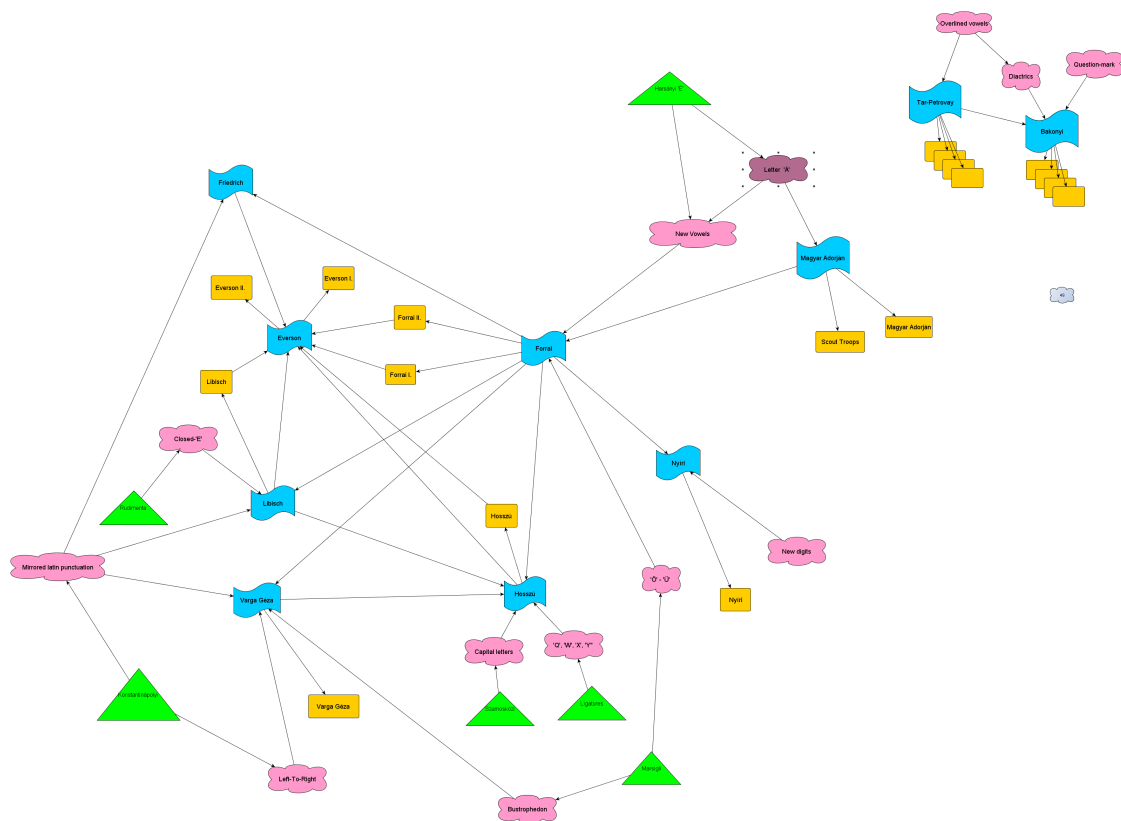 Overlined vowels
Diactrics
Question-mark
Tar-Petrovay
Bakonyi
Harsányi 'E'
Letter 'A'
New Vowels
Magyar Adorján
Scout Troops
Magyar Adorján
Friedrich
Everson II.
Everson I.
Everson
Forrai II.
Forrai
Forrai I.
Libisch
Closed-'E'
Libisch
Rudimenta
Nyíri
Hosszú
New digits
Mirrored latin punctuation
Varga Géza
Hosszú
Nyíri
Capital letters
'Q', 'W', 'X', 'Y'
Konstantinápolyi
Varga Géza
Szamosközi
Ligatures
Left-To-Right
Marsigli
Bustrophedon